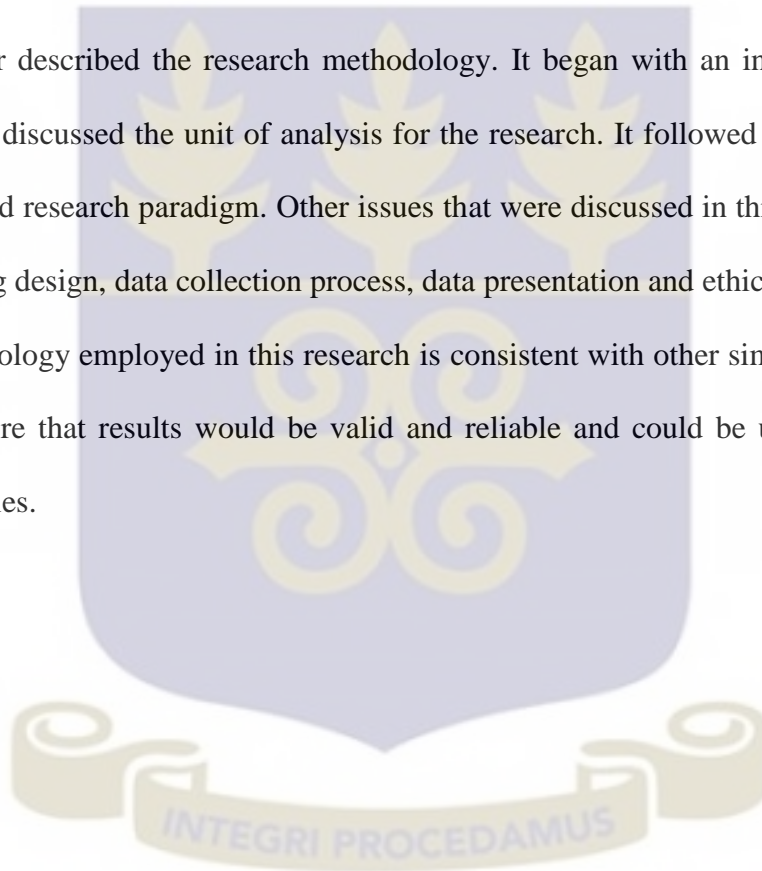 r described the research methodology. It began with an in
discussed the unit of analysis for the research. It followed
d research paradigm. Other issues that were discussed in th
g design, data collection process, data presentation and ethic
ology employed in this research is consistent with other sin
re that results would be valid and reliable and could be u
es.
INTEGRI PROCEDAMUS